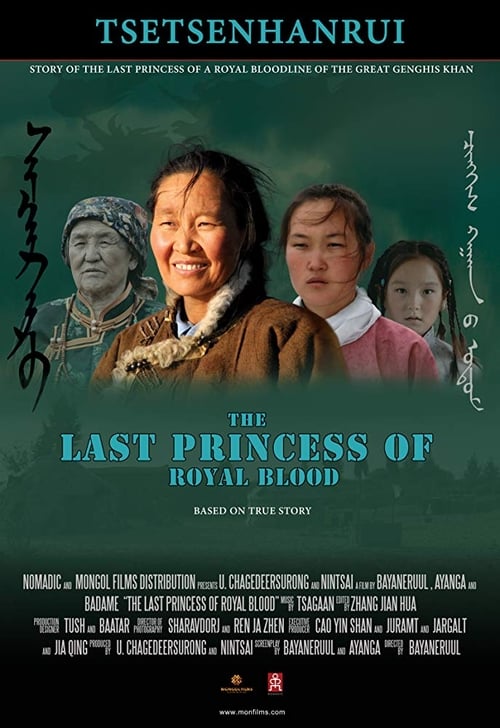 TSETSENHANRUI
STORY OF THE LAST PRINCESS OF A ROYAL BLOODLINE OF THE GREAT GENGHIS KHAN
THE
LAST PRINCESS OF
ROYAL BLOOD
BASED ON TRUE STORY
NOMADIC AND MONGOL FILMS DISTRIBUTION PRESENTS U. CHAGEDEERSURONG AND NINTSAI A FILM BY BAYANERUUL, AYANGA AND
BADAME "THE LAST PRINCESS OF ROYAL BLOOD" MUSIC BY TSAGAAN EDITED BY ZHANG JIAN HUA
PRODUCTION DESIGNER TUSH AND BAATAR DIRECTOR OF PHOTOGRAPHY SHARAVDORJ AND REN JA ZHEN EXECUTIVE PRODUCER CAO YIN SHAN AND JURAMT AND JARGALT
AND JIA QING PRODUCED BY U. CHAGEDEERSURONG AND NINTSAI SCREENPLAY BY BAYANERUUL AND AYANGA DIRECTED BY BAYANERUUL
MONGOL FILMS
www.monfilms.com